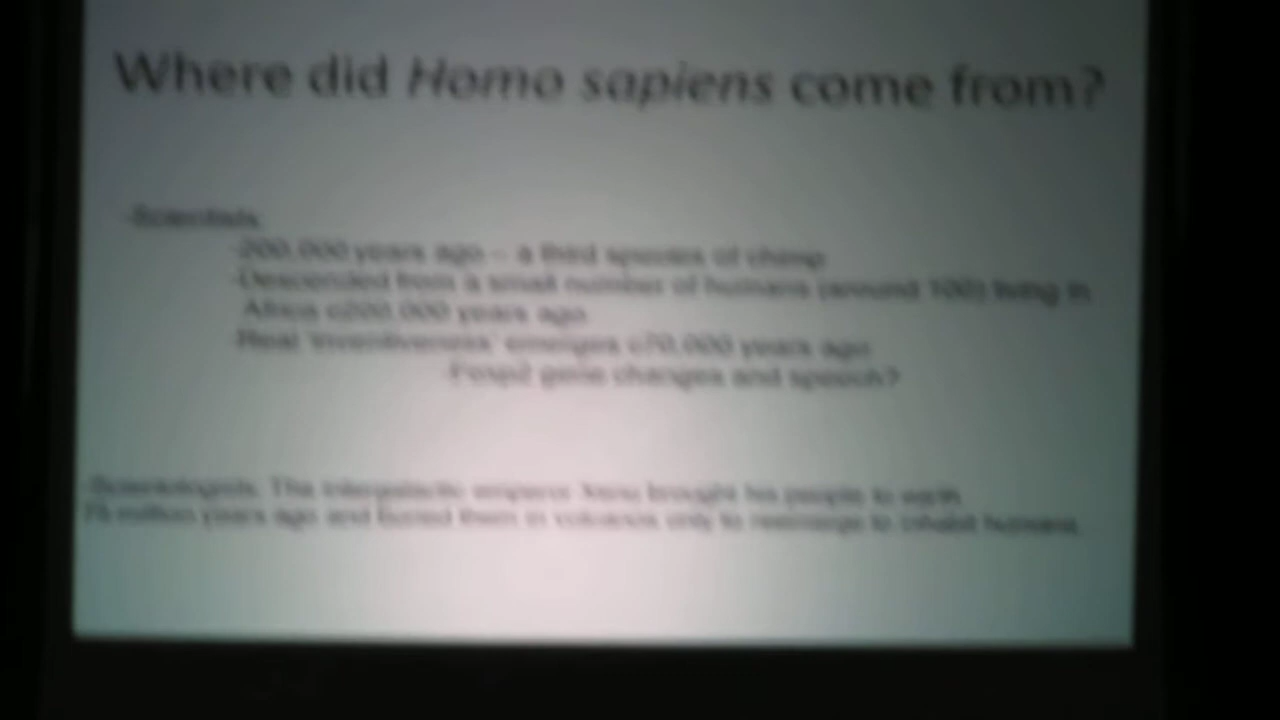 Where did Homo sapiens come from?
-Scientists
-200,000 years ago – a third species of chimp
-Descended from a small number of humans (around 100) living in
Africa c200,000 years ago
-Real 'inventiveness' emerges c70,000 years ago
-Foxp2 gene changes and speech?
-Scientologists. The intergalactic emperor Xenu brought his people to earth
75 million years ago and buried them in volcanos only to reemerge to inhabit humans.